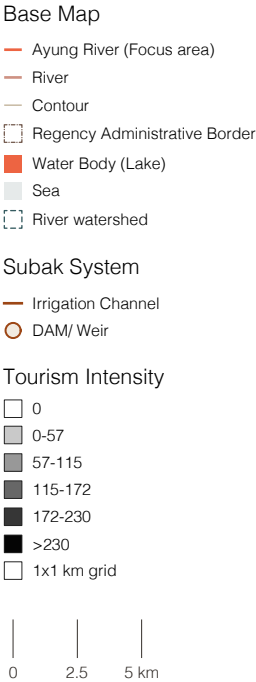 Base Map
Ayung River (Focus area)
River
Contour
Regency Administrative Border
Water Body (Lake)
Sea
River watershed
Subak System
Irrigation Channel
DAM/ Weir
Tourism Intensity
0
0-57
57-115
115-172
172-230
>230
1x1 km grid
0 2.5 5 km